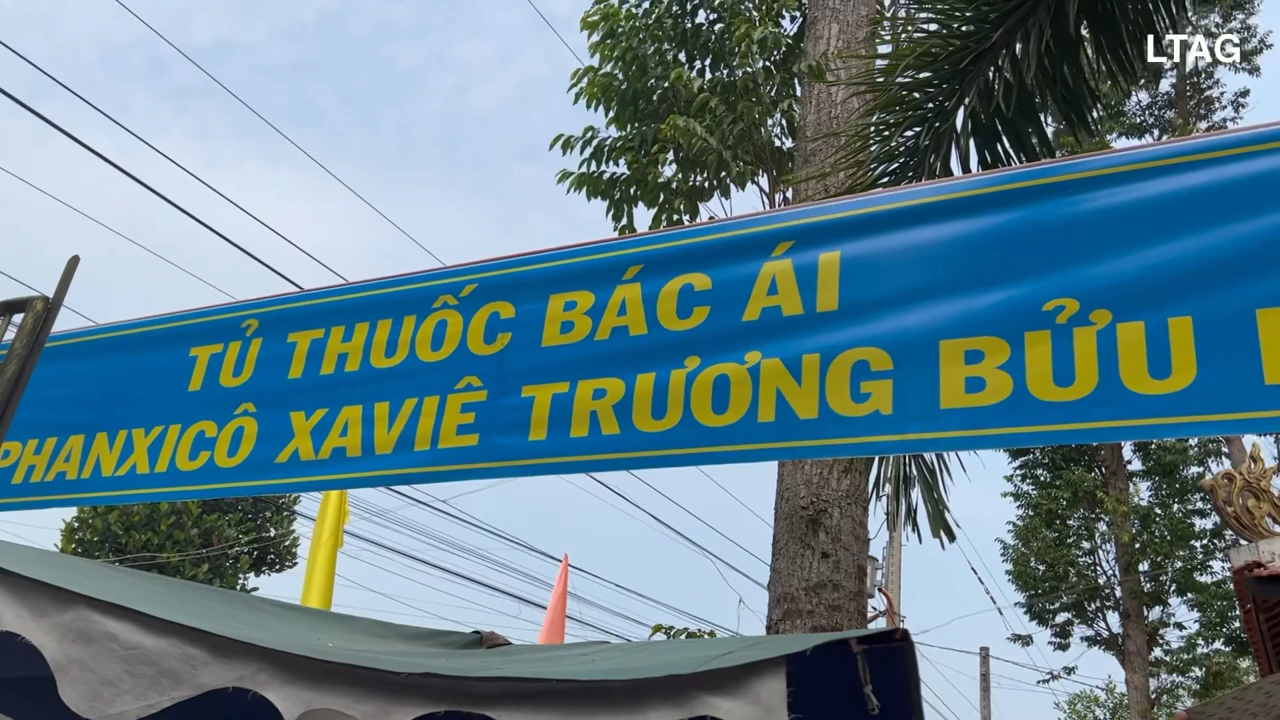 LTAG
TỦ THUỐC BÁC ÁI
PHANXICÔ XAVIÊ TRƯƠNG BỬU